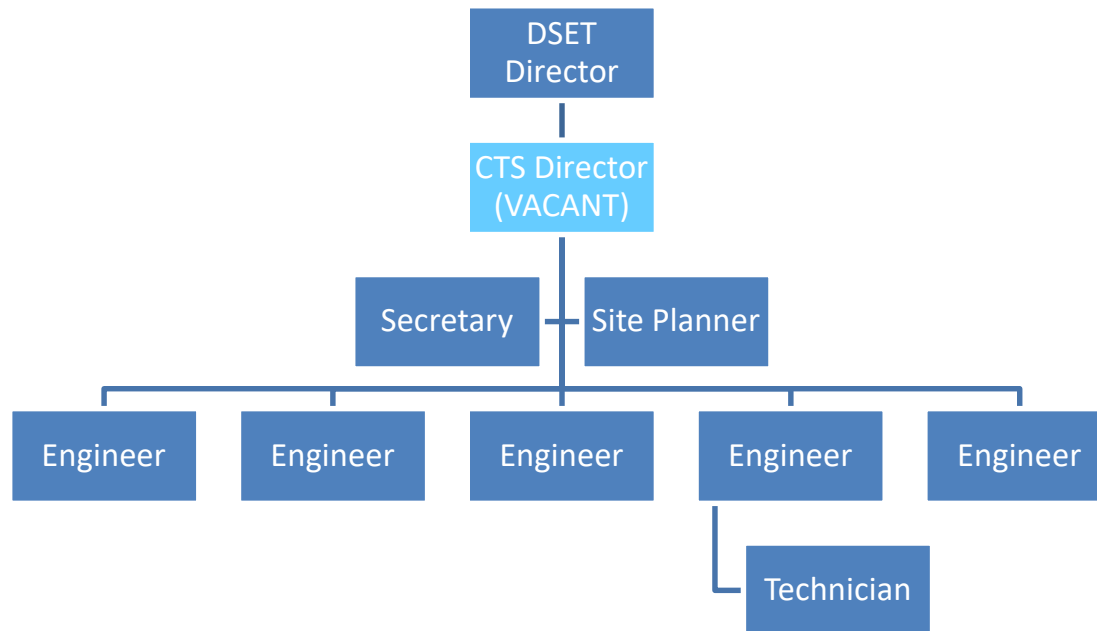 DSET
Director
CTS Director
(VACANT)
Secretary
Site Planner
Engineer
Engineer
Engineer
Engineer
Engineer
Technician